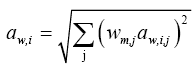 $a_{w,i} = \sqrt{\sum_{j} \left( w_{m,j} a_{w,i,j} \right)^2}$